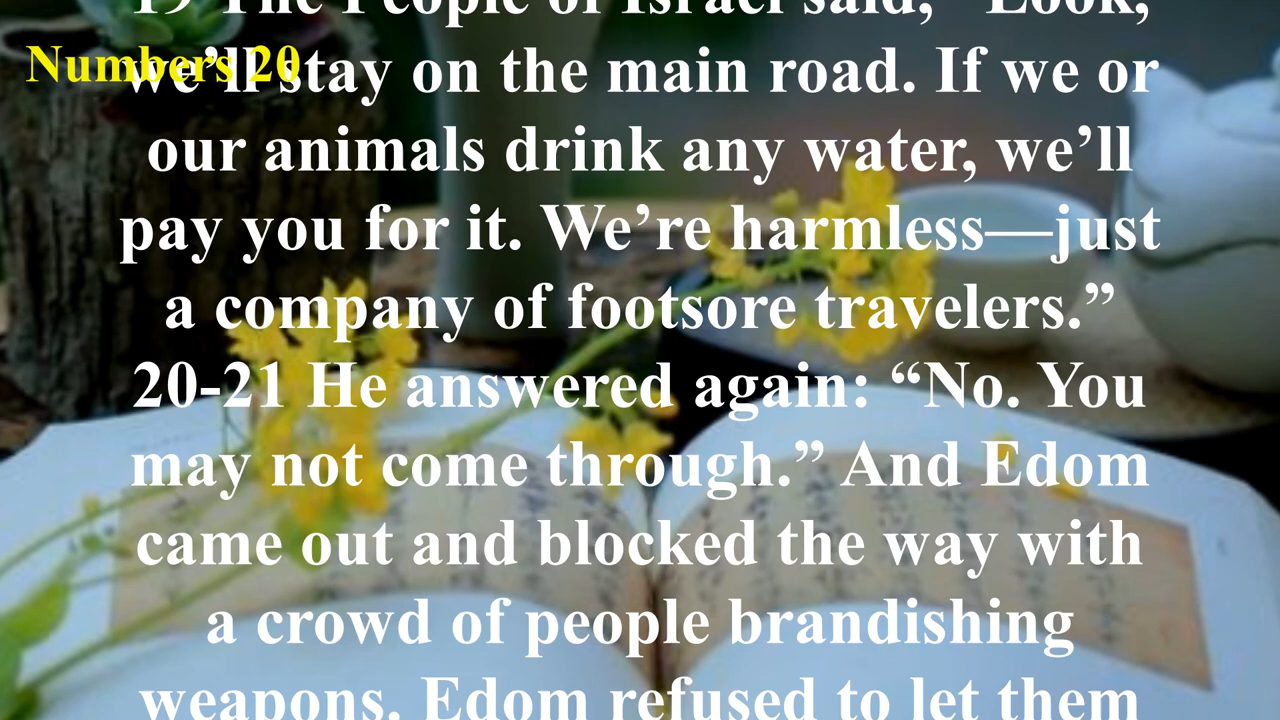 19 The People of Israel said, “Look,
Numbers 20
we’ll stay on the main road. If we or
our animals drink any water, we’ll
pay you for it. We’re harmless—just
a company of footsore travelers.”
20-21 He answered again: “No. You
may not come through.” And Edom
came out and blocked the way with
a crowd of people brandishing
weapons. Edom refused to let them